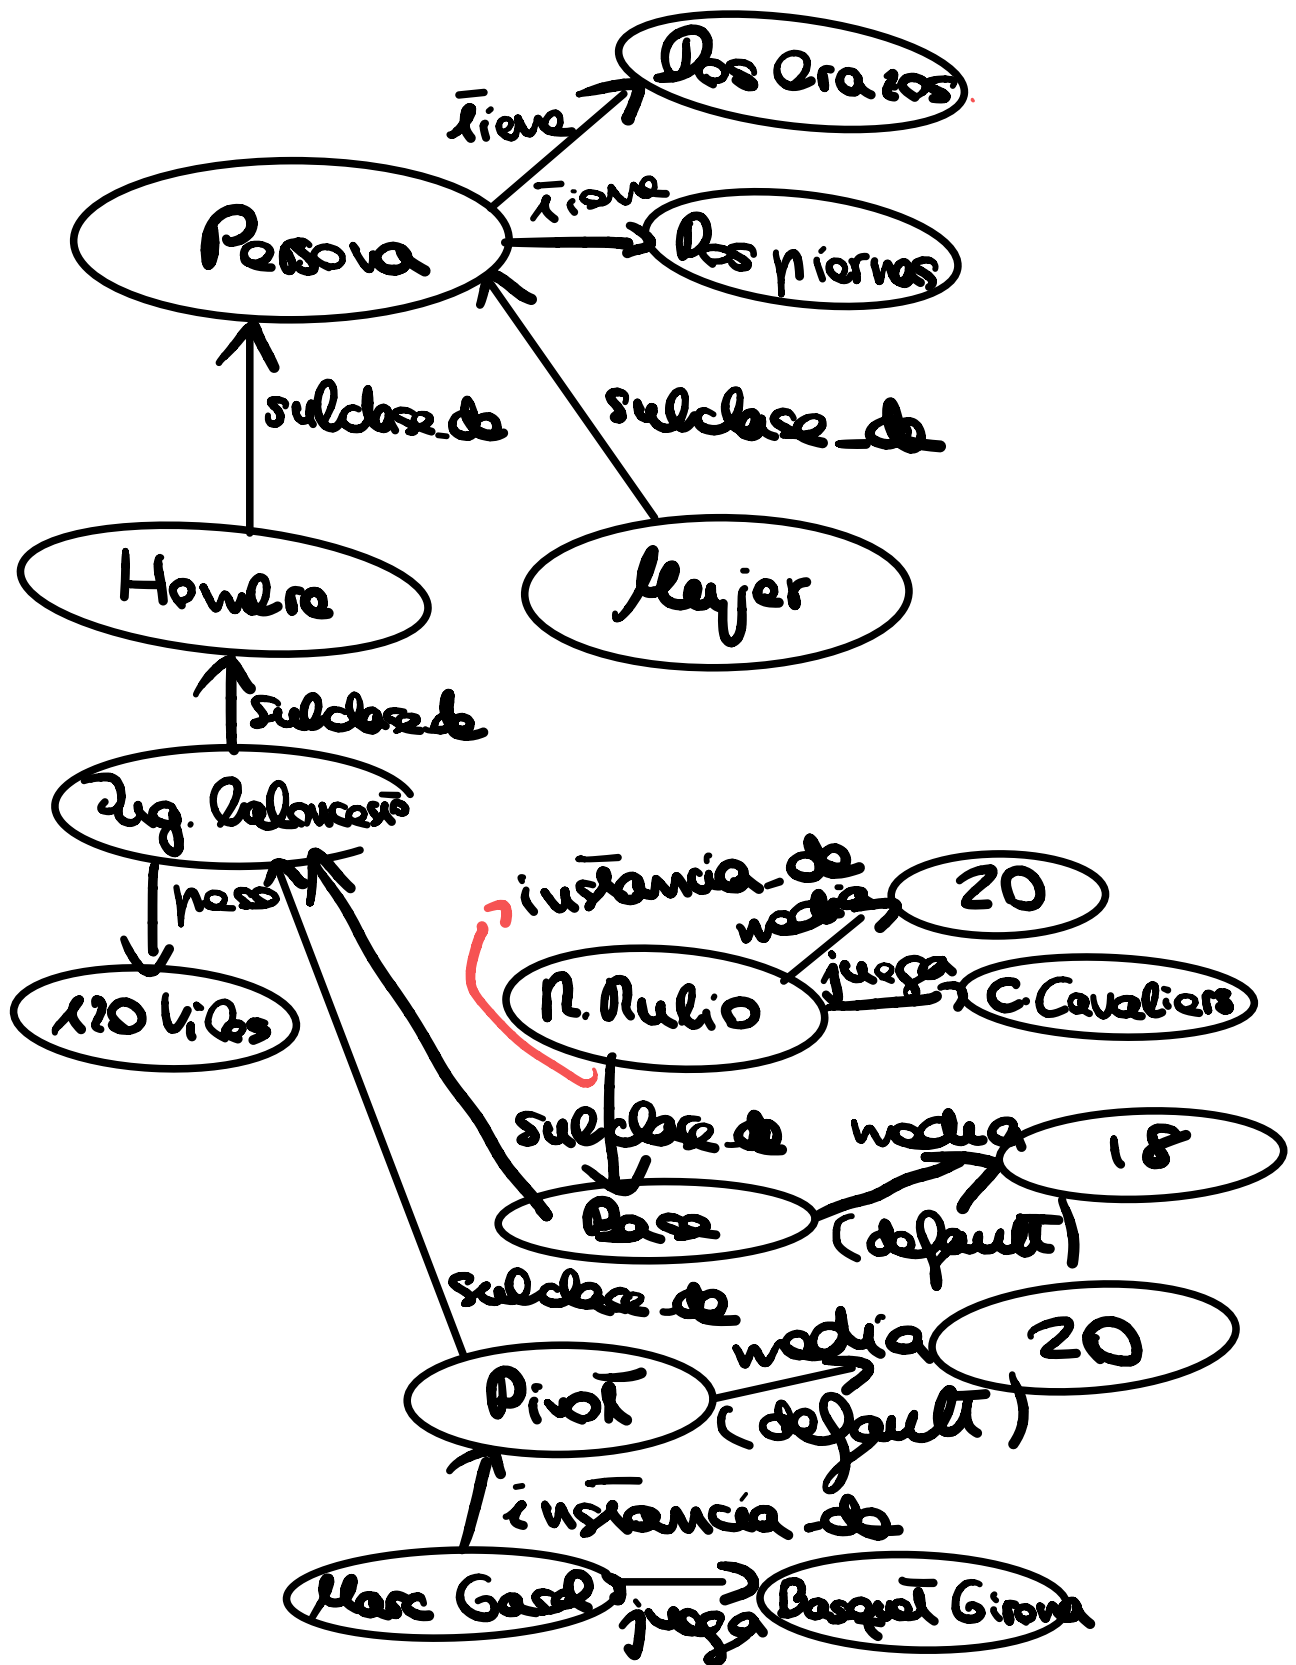 Dos Brazos
Tiene
Tiene
Persona
Dos piernas
subclase_de
subclase_de
Hombre
Mujer
subclase_de
Jug. baloncesto
instancia_de
20
media
peso
juega
R. Rubio
C. Cavaliers
120 kilos
subclase_de
media
18
Base
(default)
subclase_de
media
20
Pivot
(default)
instancia_de
Marc Gasol
juega
Basquet Girona